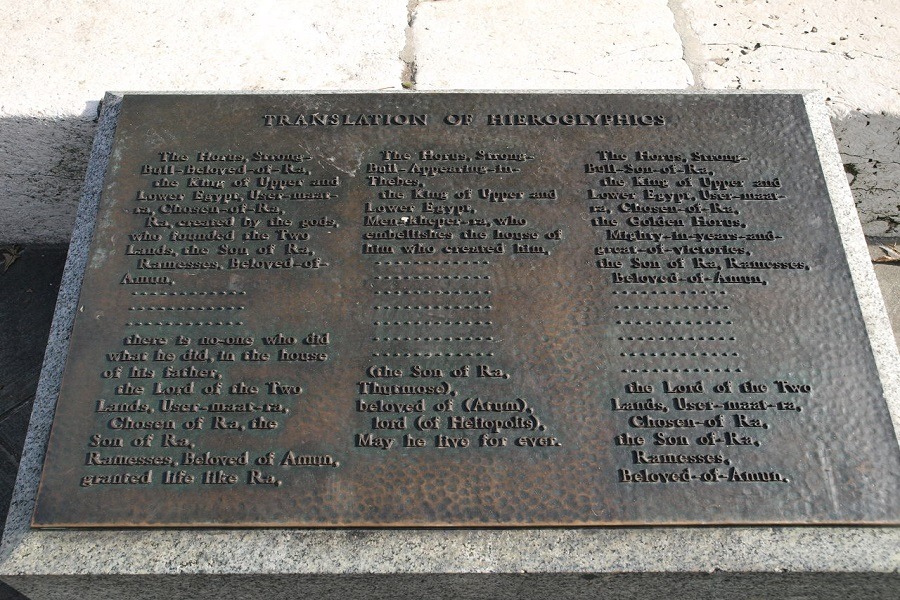 TRANSLATION OF HIEROGLYPHICS
The Horus, Strong-
Bull-Beloved-of-Ra,
the King of Upper and
Lower Egypt, User-maat-
ra, Chosen-of-Ra,
Ra, created by the gods,
who founded the Two
Lands, the Son, of Ra,
Ramesses, Beloved-of-
Amun,
there is no-one who did
what he did, in the house
of his father,
the Lord of the Two
Lands, User-maat-ra,
Chosen of Ra, the
Son of Ra,
Ramesses, Beloved of Amun,
granted life like Ra,
The Horus, Strong-
Bull-Appearing-in-
Thebes,
the King of Upper and
Lower Egypt,
Menkheper-ra, who
embellishes the house of
him who created him,
(the Son of Ra,
Thutmose),
beloved of (Atum),
lord (of Heliopolis),
May he live for ever.
The Horus, Strong-
Bull-Son-of-Ra,
the King of Upper and
Lower Egypt, User-maat-
ra, Chosen-of-Ra,
the Golden Horus,
Mighty-in-years-and-
great-of-victories,
the Son of Ra, Ramesses,
Beloved-of-Amun,
the Lord of the Two
Lands, User-maat-ra,
Chosen-of-Ra,
the Son-of-Ra,
Ramesses,
Beloved-of-Amun,